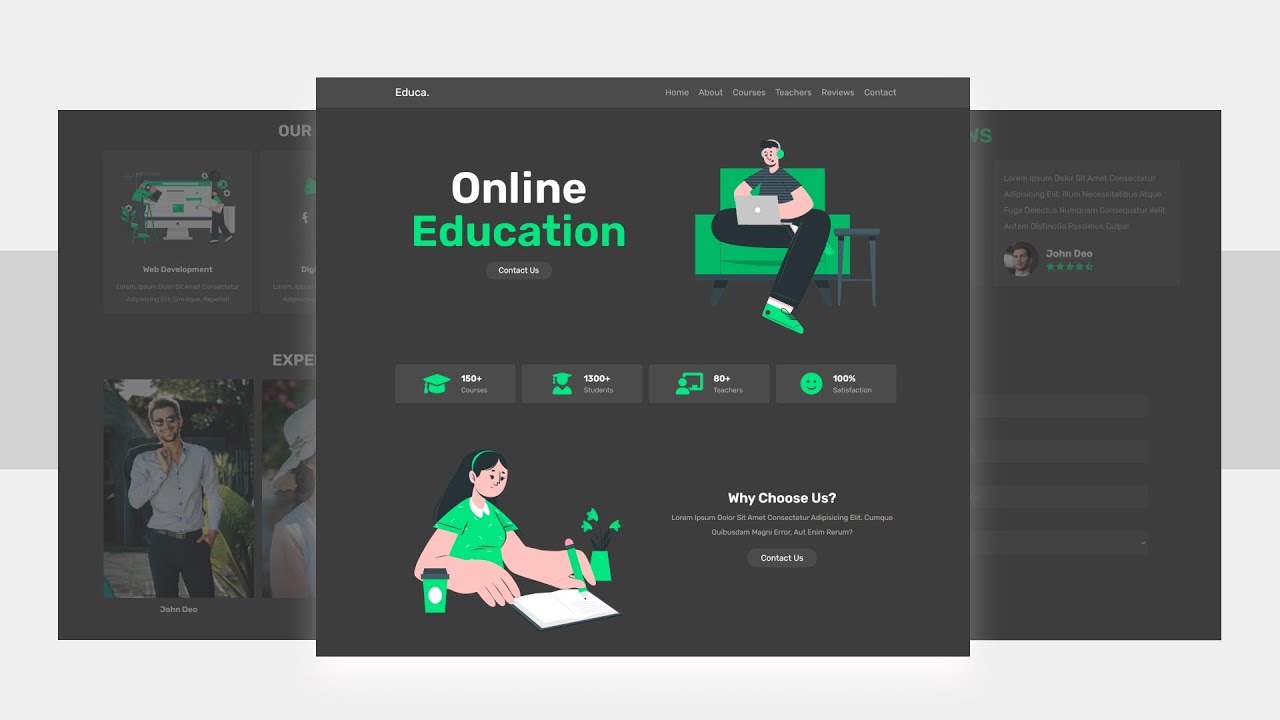 Educa.
Home About Courses Teachers Reviews Contact
Online
Education
Contact Us
150+
Courses
1300+
Students
80+
Teachers
100%
Satisfaction
Why Choose Us?
Lorem Ipsum Dolor Sit Amet Consectetur Adipisicing Elit. Cumque
Quibusdam Magni Error, Aut Enim Rerum?
Contact Us
OUR
Web Development
Lorem, Ipsum Dolor Sit Amet Consectetur
Adipisicing Elit. Similique, Repellat!
Digi
EXPE
John Deo
WS
Lorem Ipsum Dolor Sit Amet Consectetur
Adipisicing Elit. Illum Necessitatibus Atque
Fuga Delectus Numquam Consequatur Velit
Autem Distinctio Possimus Culpa!
John Deo